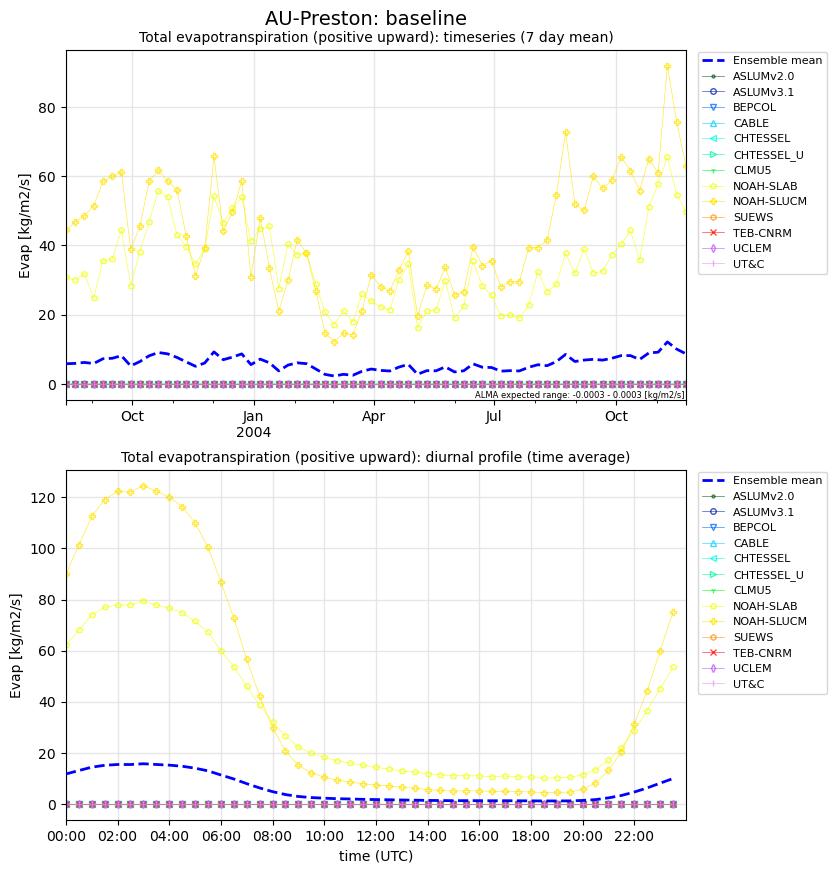 AU-Preston: baseline
Total evapotranspiration (positive upward): timeseries (7 day mean)
Evap [kg/m2/s]
80
60
40
20
0
Oct
Jan
2004
Apr
Jul
Oct
ALMA expected range: -0.0003 - 0.0003 [kg/m2/s]
Ensemble mean
ASLUMv2.0
ASLUMv3.1
BEPCOL
CABLE
CHTESSEL
CHTESSEL_U
CLMU5
NOAH-SLAB
NOAH-SLUCM
SUEWS
TEB-CNRM
UCLEM
UT&C
Total evapotranspiration (positive upward): diurnal profile (time average)
Evap [kg/m2/s]
120
100
80
60
40
20
0
00:00
02:00
04:00
06:00
08:00
10:00
12:00
14:00
16:00
18:00
20:00
22:00
time (UTC)
Ensemble mean
ASLUMv2.0
ASLUMv3.1
BEPCOL
CABLE
CHTESSEL
CHTESSEL_U
CLMU5
NOAH-SLAB
NOAH-SLUCM
SUEWS
TEB-CNRM
UCLEM
UT&C